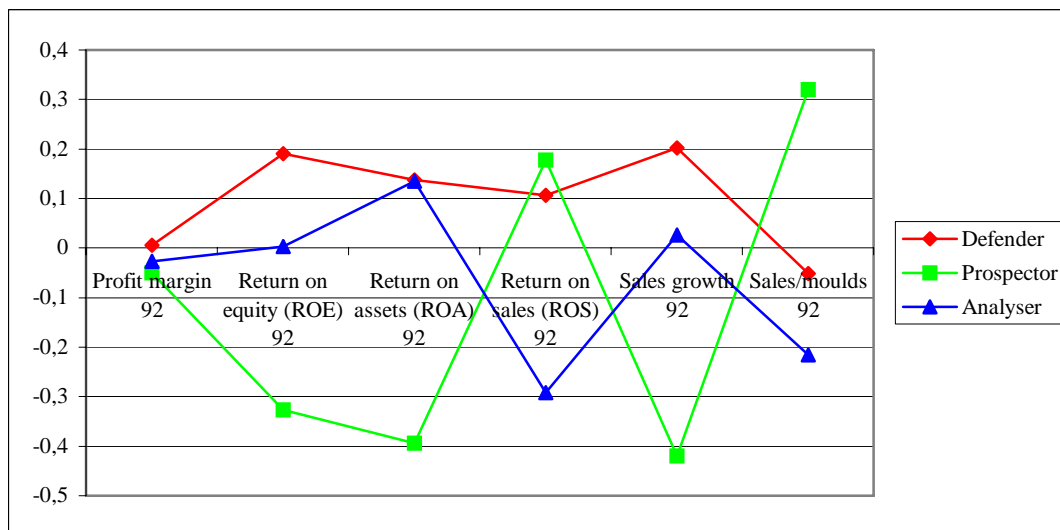 0,4
0,3
0,2
0,1
0
-0,1
-0,2
-0,3
-0,4
-0,5
Profit margin
92
Return on
equity (ROE)
92
Return on
assets (ROA)
92
Return on
sales (ROS)
92
Sales growth
92
Sales/moulds
92
Defender
Prospector
Analyser